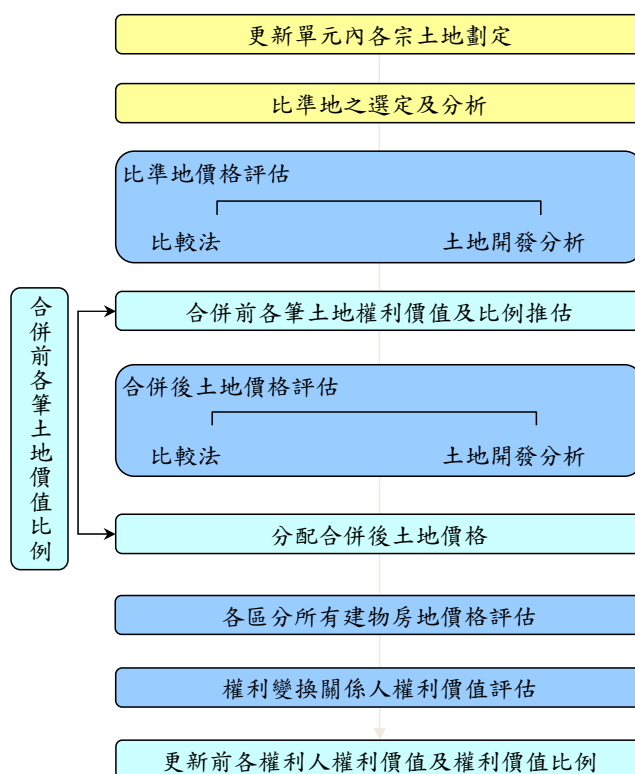 更新單元內各宗土地劃定
比準地之選定及分析
比準地價格評估
比較法
土地開發分析
合併前各筆土地價值比例
合併前各筆土地權利價值及比例推估
合併後土地價格評估
比較法
土地開發分析
分配合併後土地價格
各區分所有建物房地價格評估
權利變換關係人權利價值評估
更新前各權利人權利價值及權利價值比例